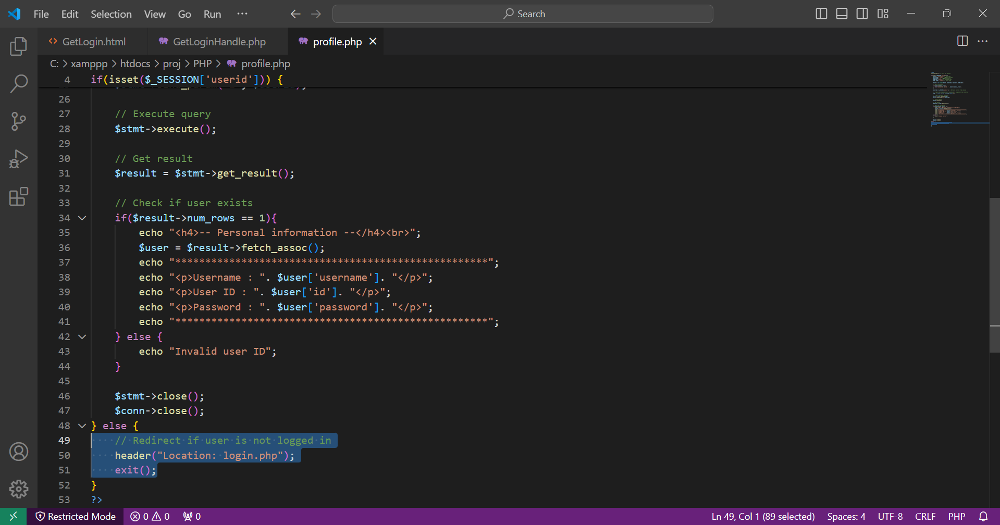 File Edit Selection View Go Run ··· Search
GetLogin.html GetLoginHandle.php profile.php
C: > xamppp > htdocs > proj > PHP > profile.php
4 if(isset($_SESSION['userid'])) {
26
27 // Execute query
28 $stmt->execute();
29
30 // Get result
31 $result = $stmt->get_result();
32
33 // Check if user exists
34 if($result->num_rows == 1){
35 echo "<h4>-- Personal information --</h4><br>";
36 $user = $result->fetch_assoc();
37 echo "****************************************************";
38 echo "<p>Username : ". $user['username']. "</p>";
39 echo "<p>User ID : ". $user['id']. "</p>";
40 echo "<p>Password : ". $user['password']. "</p>";
41 echo "****************************************************";
42 } else {
43 echo "Invalid user ID";
44 }
45
46 $stmt->close();
47 $conn->close();
48 } else {
49 // Redirect if user is not logged in
50 header("Location: login.php");
51 exit();
52 }
53 ?>
Restricted Mode 0 0 0 Ln 49, Col 1 (89 selected) Spaces: 4 UTF-8 CRLF PHP